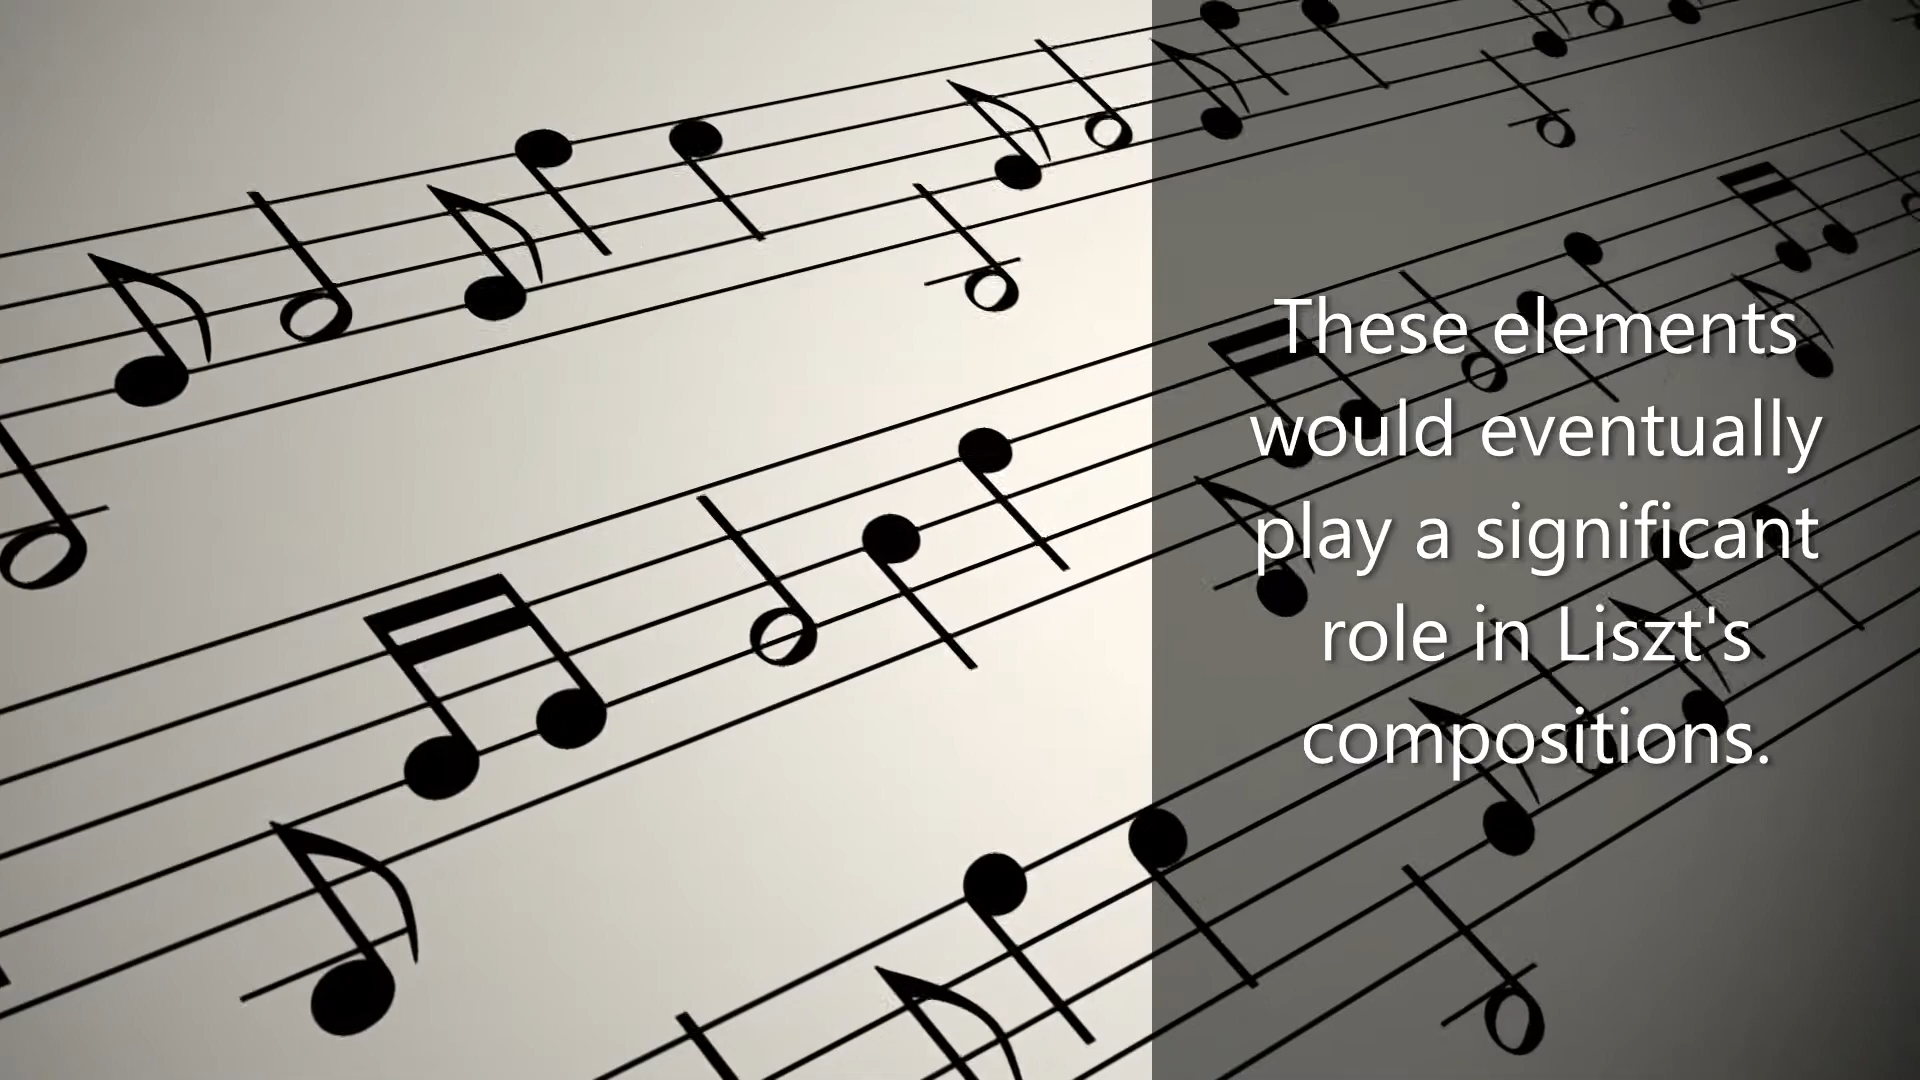 These elements
would eventually
play a significant
role in Liszt's
compositions.